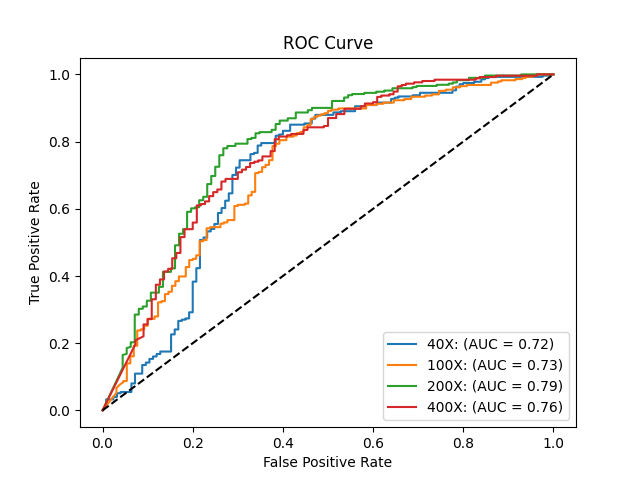 ROC Curve
True Positive Rate
1.0
0.8
0.6
0.4
0.2
0.0
0.0 0.2 0.4 0.6 0.8 1.0
False Positive Rate
40X: (AUC = 0.72)
100X: (AUC = 0.73)
200X: (AUC = 0.79)
400X: (AUC = 0.76)